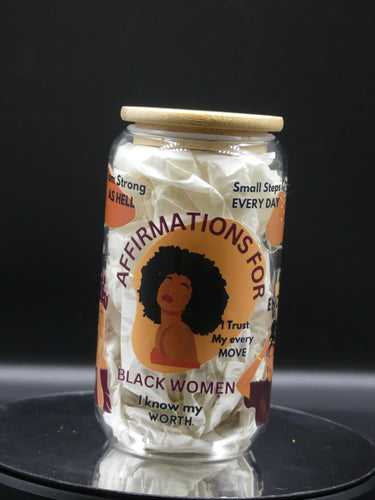 Strong
AS HELL
Small Steps
EVERY DAY
AFFIRMATIONS FOR
I Trust
My every
MOVE
BLACK WOMEN
I know my
WORTH.